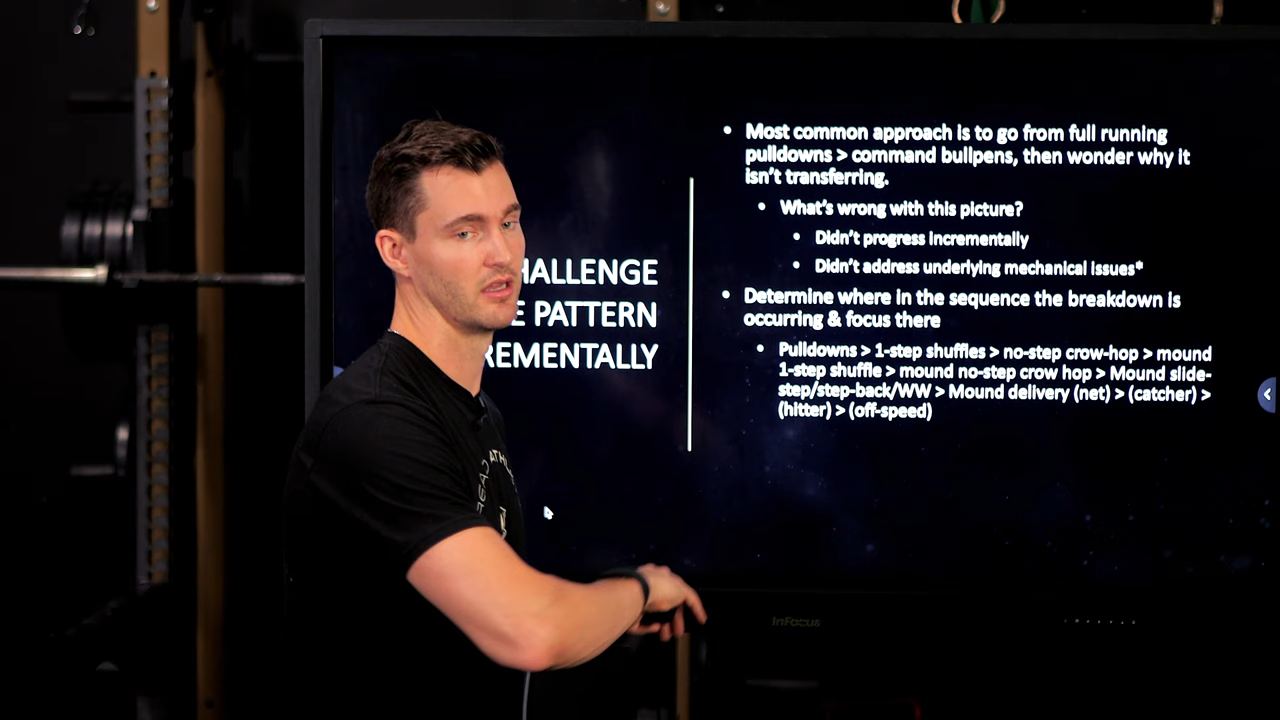 HALLENGE
E PATTERN
REMENTALLY
• Most common approach is to go from full running
pulldowns > command bullpens, then wonder why it
isn't transferring.
• What's wrong with this picture?
• Didn't progress incrementally
• Didn't address underlying mechanical issues*
• Determine where in the sequence the breakdown is
occurring & focus there
• Pulldowns > 1-step shuffles > no-step crow-hop > mound
1-step shuffle > mound no-step crow hop > Mound slide-
step/step-back/WW > Mound delivery (net) > (catcher) >
(hitter) > (off-speed)
InFocus